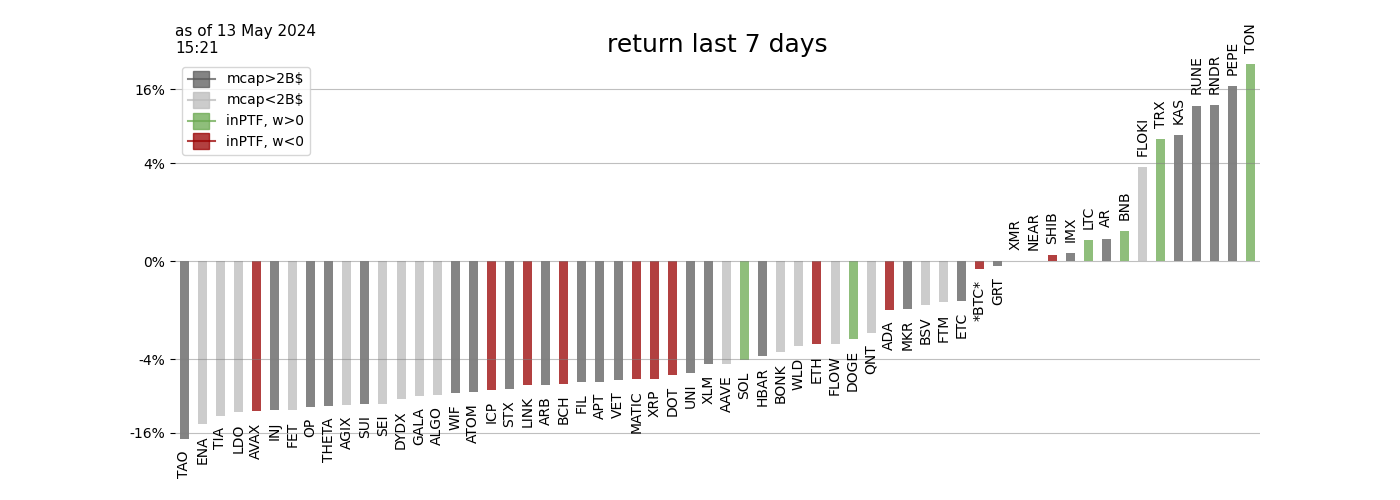 as of 13 May 2024
15:21
return last 7 days
mcap>2B$
mcap<2B$
inPTF, w>0
inPTF, w<0
16%
4%
0%
-4%
-16%
TAO
ENA
TIA
LDO
AVAX
INJ
FET
OP
THETA
AGIX
SUI
SEI
DYDX
GALA
ALGO
WIF
ATOM
ICP
STX
LINK
ARB
BCH
FIL
APT
VET
MATIC
XRP
DOT
UNI
XLM
AAVE
SOL
HBAR
BONK
WLD
ETH
FLOW
DOGE
QNT
ADA
MKR
BSV
FTM
ETC
*BTC*
GRT
XMR
NEAR
SHIB
IMX
LTC
AR
BNB
FLOKI
TRX
KAS
RUNE
RNDR
PEPE
TON